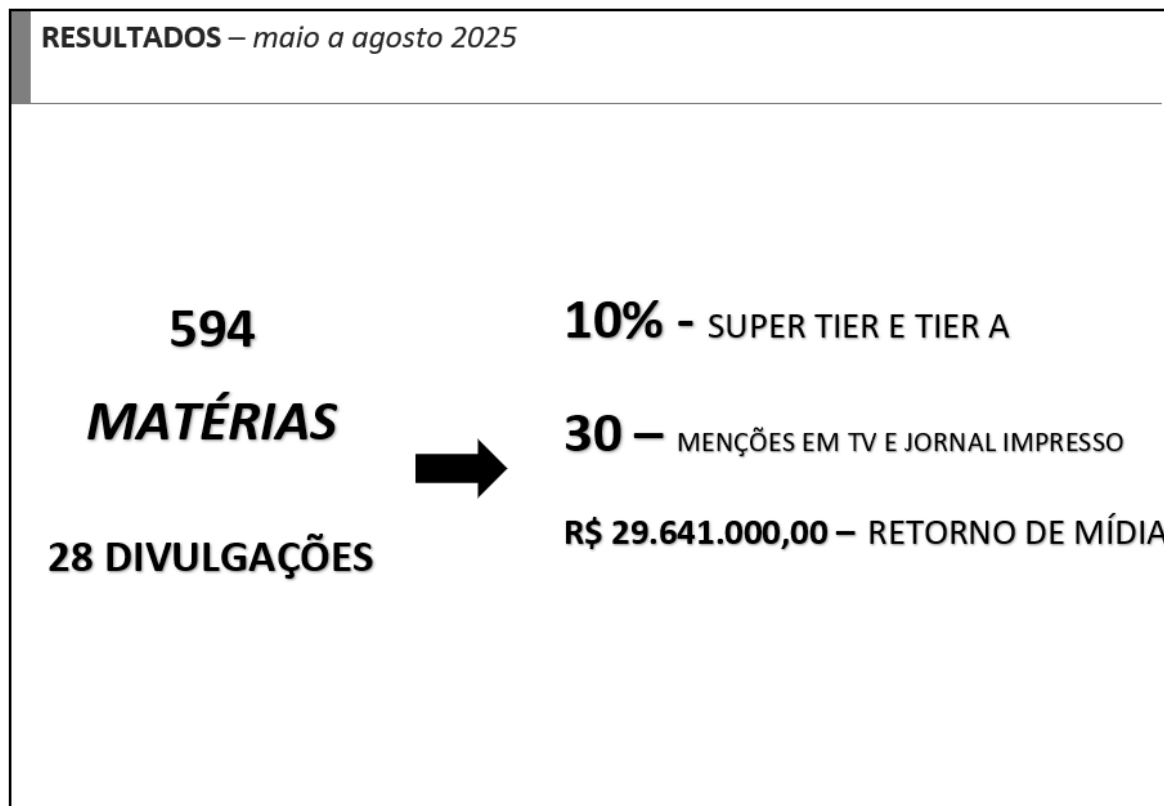 RESULTADOS – maio a agosto 2025
594
MATÉRIAS
28 DIVULGAÇÕES
10% - SUPER TIER E TIER A
30 – MENÇÕES EM TV E JORNAL IMPRESSO
R$ 29.641.000,00 – RETORNO DE MÍDIA